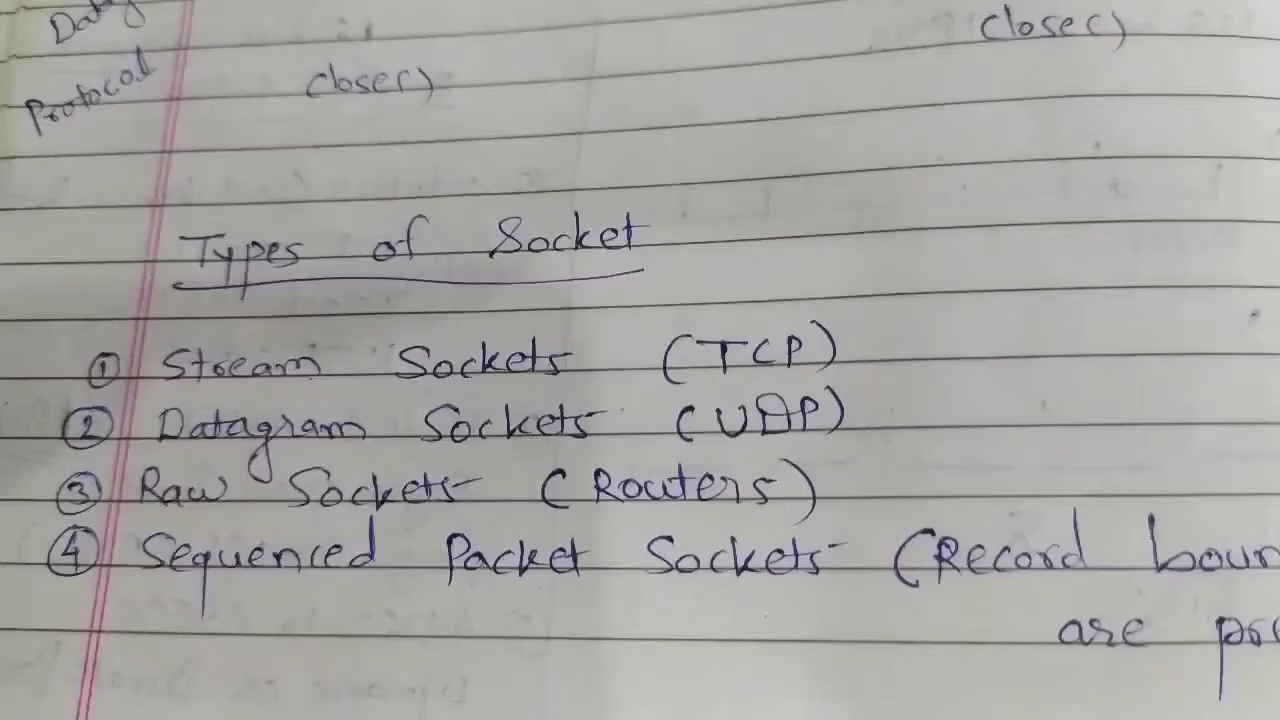 close()
Protocol close()
Types of Socket
① Stream Sockets (TCP)
② Datagram Sockets (UDP)
③ Raw Sockets (Routers)
④ Sequenced Packet Sockets (Record
are